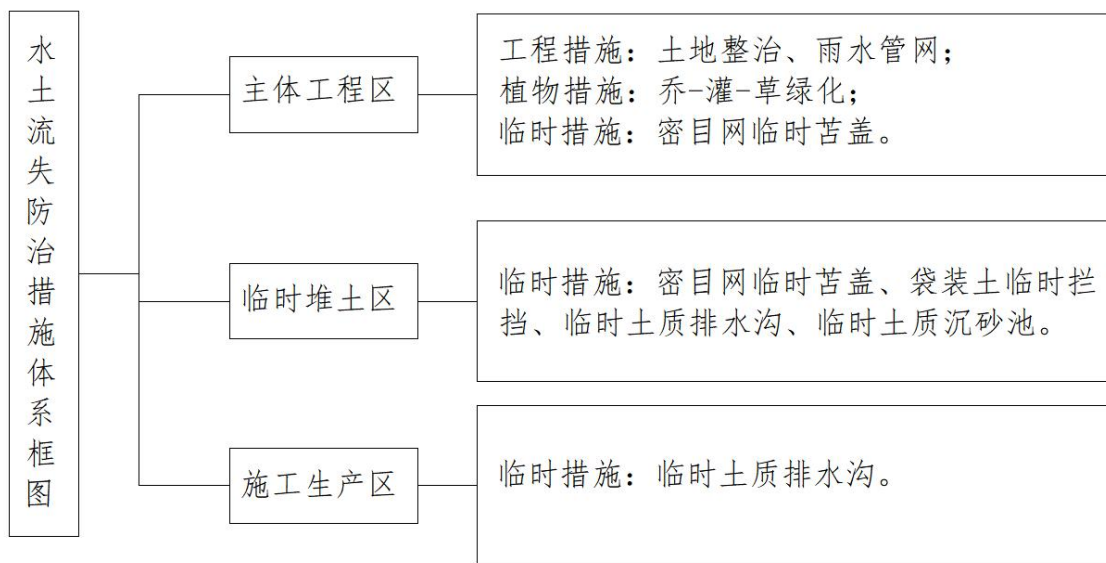 水土流失防治措施体系框图
主体工程区
工程措施：土地整治、雨水管网；
植物措施：乔-灌-草绿化；
临时措施：密目网临时苫盖。
临时堆土区
临时措施：密目网临时苫盖、袋装土临时拦
挡、临时土质排水沟、临时土质沉砂池。
施工生产区
临时措施：临时土质排水沟。